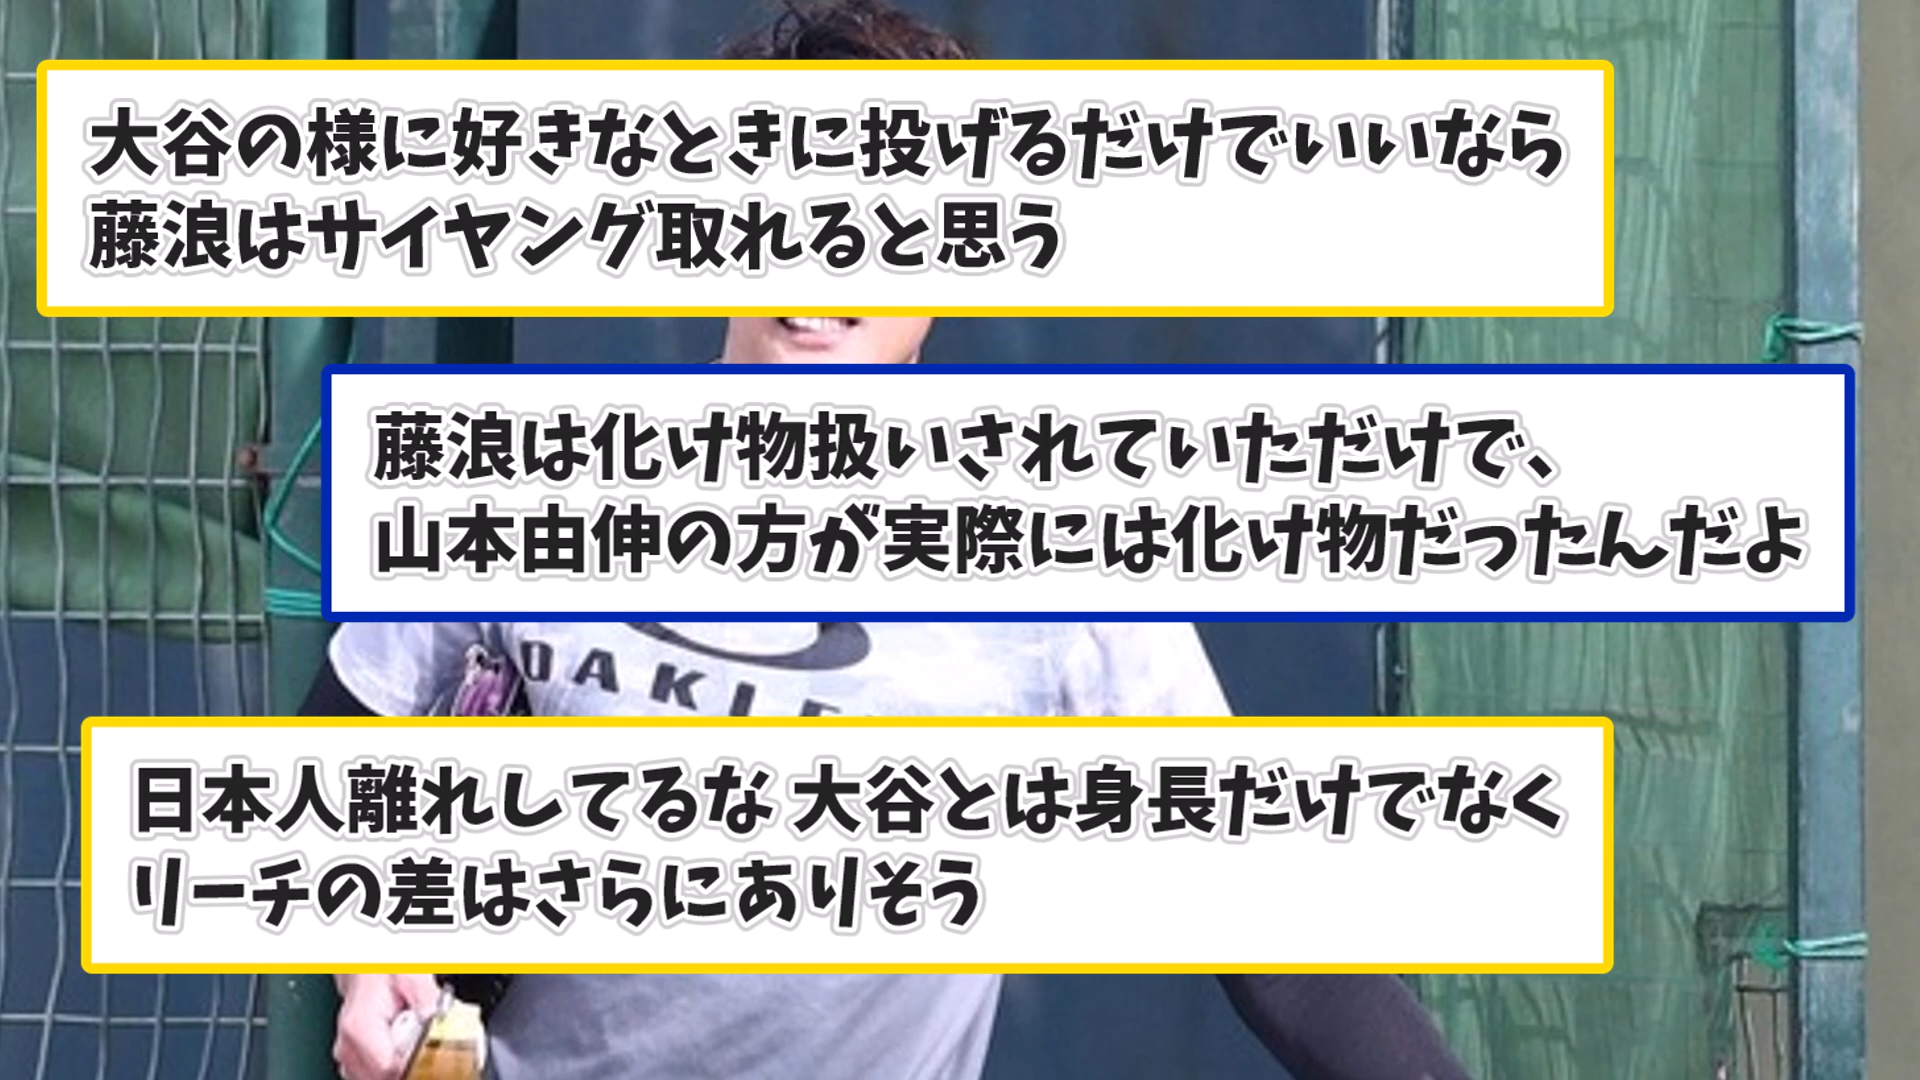 大谷の様に好きなときに投げるだけでいいなら
藤浪はサイヤング取れると思う
藤浪は化け物扱いされていただけで、
山本由伸の方が実際には化け物だったんだよ
OAKLE
日本人離れしてるな 大谷とは身長だけでなく
リーチの差はさらにありそう